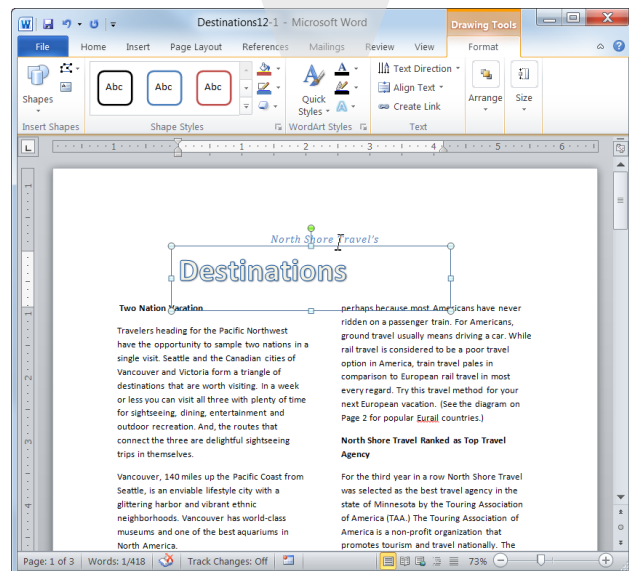 Destinations12-1 - Microsoft Word
Drawing Tools
File Home Insert Page Layout References Mailings Review View Format
Shapes
Abc Abc Abc
Quick Styles
A A A A
Text Direction
Align Text
Create Link
Arrange
Size
Insert Shapes Shape Styles WordArt Styles Text
L
1 1 2 3 4 5 6
North Shore Travel's
Destinations
Two Nation Vacation
Travelers heading for the Pacific Northwest
have the opportunity to sample two nations in a
single visit. Seattle and the Canadian cities of
Vancouver and Victoria form a triangle of
destinations that are worth visiting. In a week
or less you can visit all three with plenty of time
for sightseeing, dining, entertainment and
outdoor recreation. And, the routes that
connect the three are delightful sightseeing
trips in themselves.
Vancouver, 140 miles up the Pacific Coast from
Seattle, is an enviable lifestyle city with a
glittering harbor and vibrant ethnic
neighborhoods. Vancouver has world-class
museums and one of the best aquariums in
North America.
perhaps because most Americans have never
ridden on a passenger train. For Americans,
ground travel usually means driving a car. While
rail travel is considered to be a poor travel
option in America, train travel pales in
comparison to European rail travel in most
every regard. Try this travel method for your
next European vacation. (See the diagram on
Page 2 for popular Eurail countries.)
North Shore Travel Ranked as Top Travel
Agency
For the third year in a row North Shore Travel
was selected as the best travel agency in the
state of Minnesota by the Touring Association
of America (TAA.) The Touring Association of
America is a non-profit organization that
promotes tourism and travel nationally. The
Page: 1 of 3 Words: 1/418 Track Changes: Off 73%